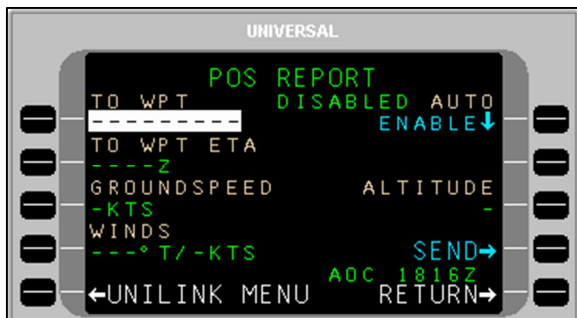 UNIVERSAL
POS REPORT
TO WPT DISABLED AUTO
--------- ENABLE↓
TO WPT ETA
----Z
GROUNDSPEED ALTITUDE
-KTS -
WINDS
---°T/-KTS SEND→
AOC 1816Z
←UNILINK MENU RETURN→